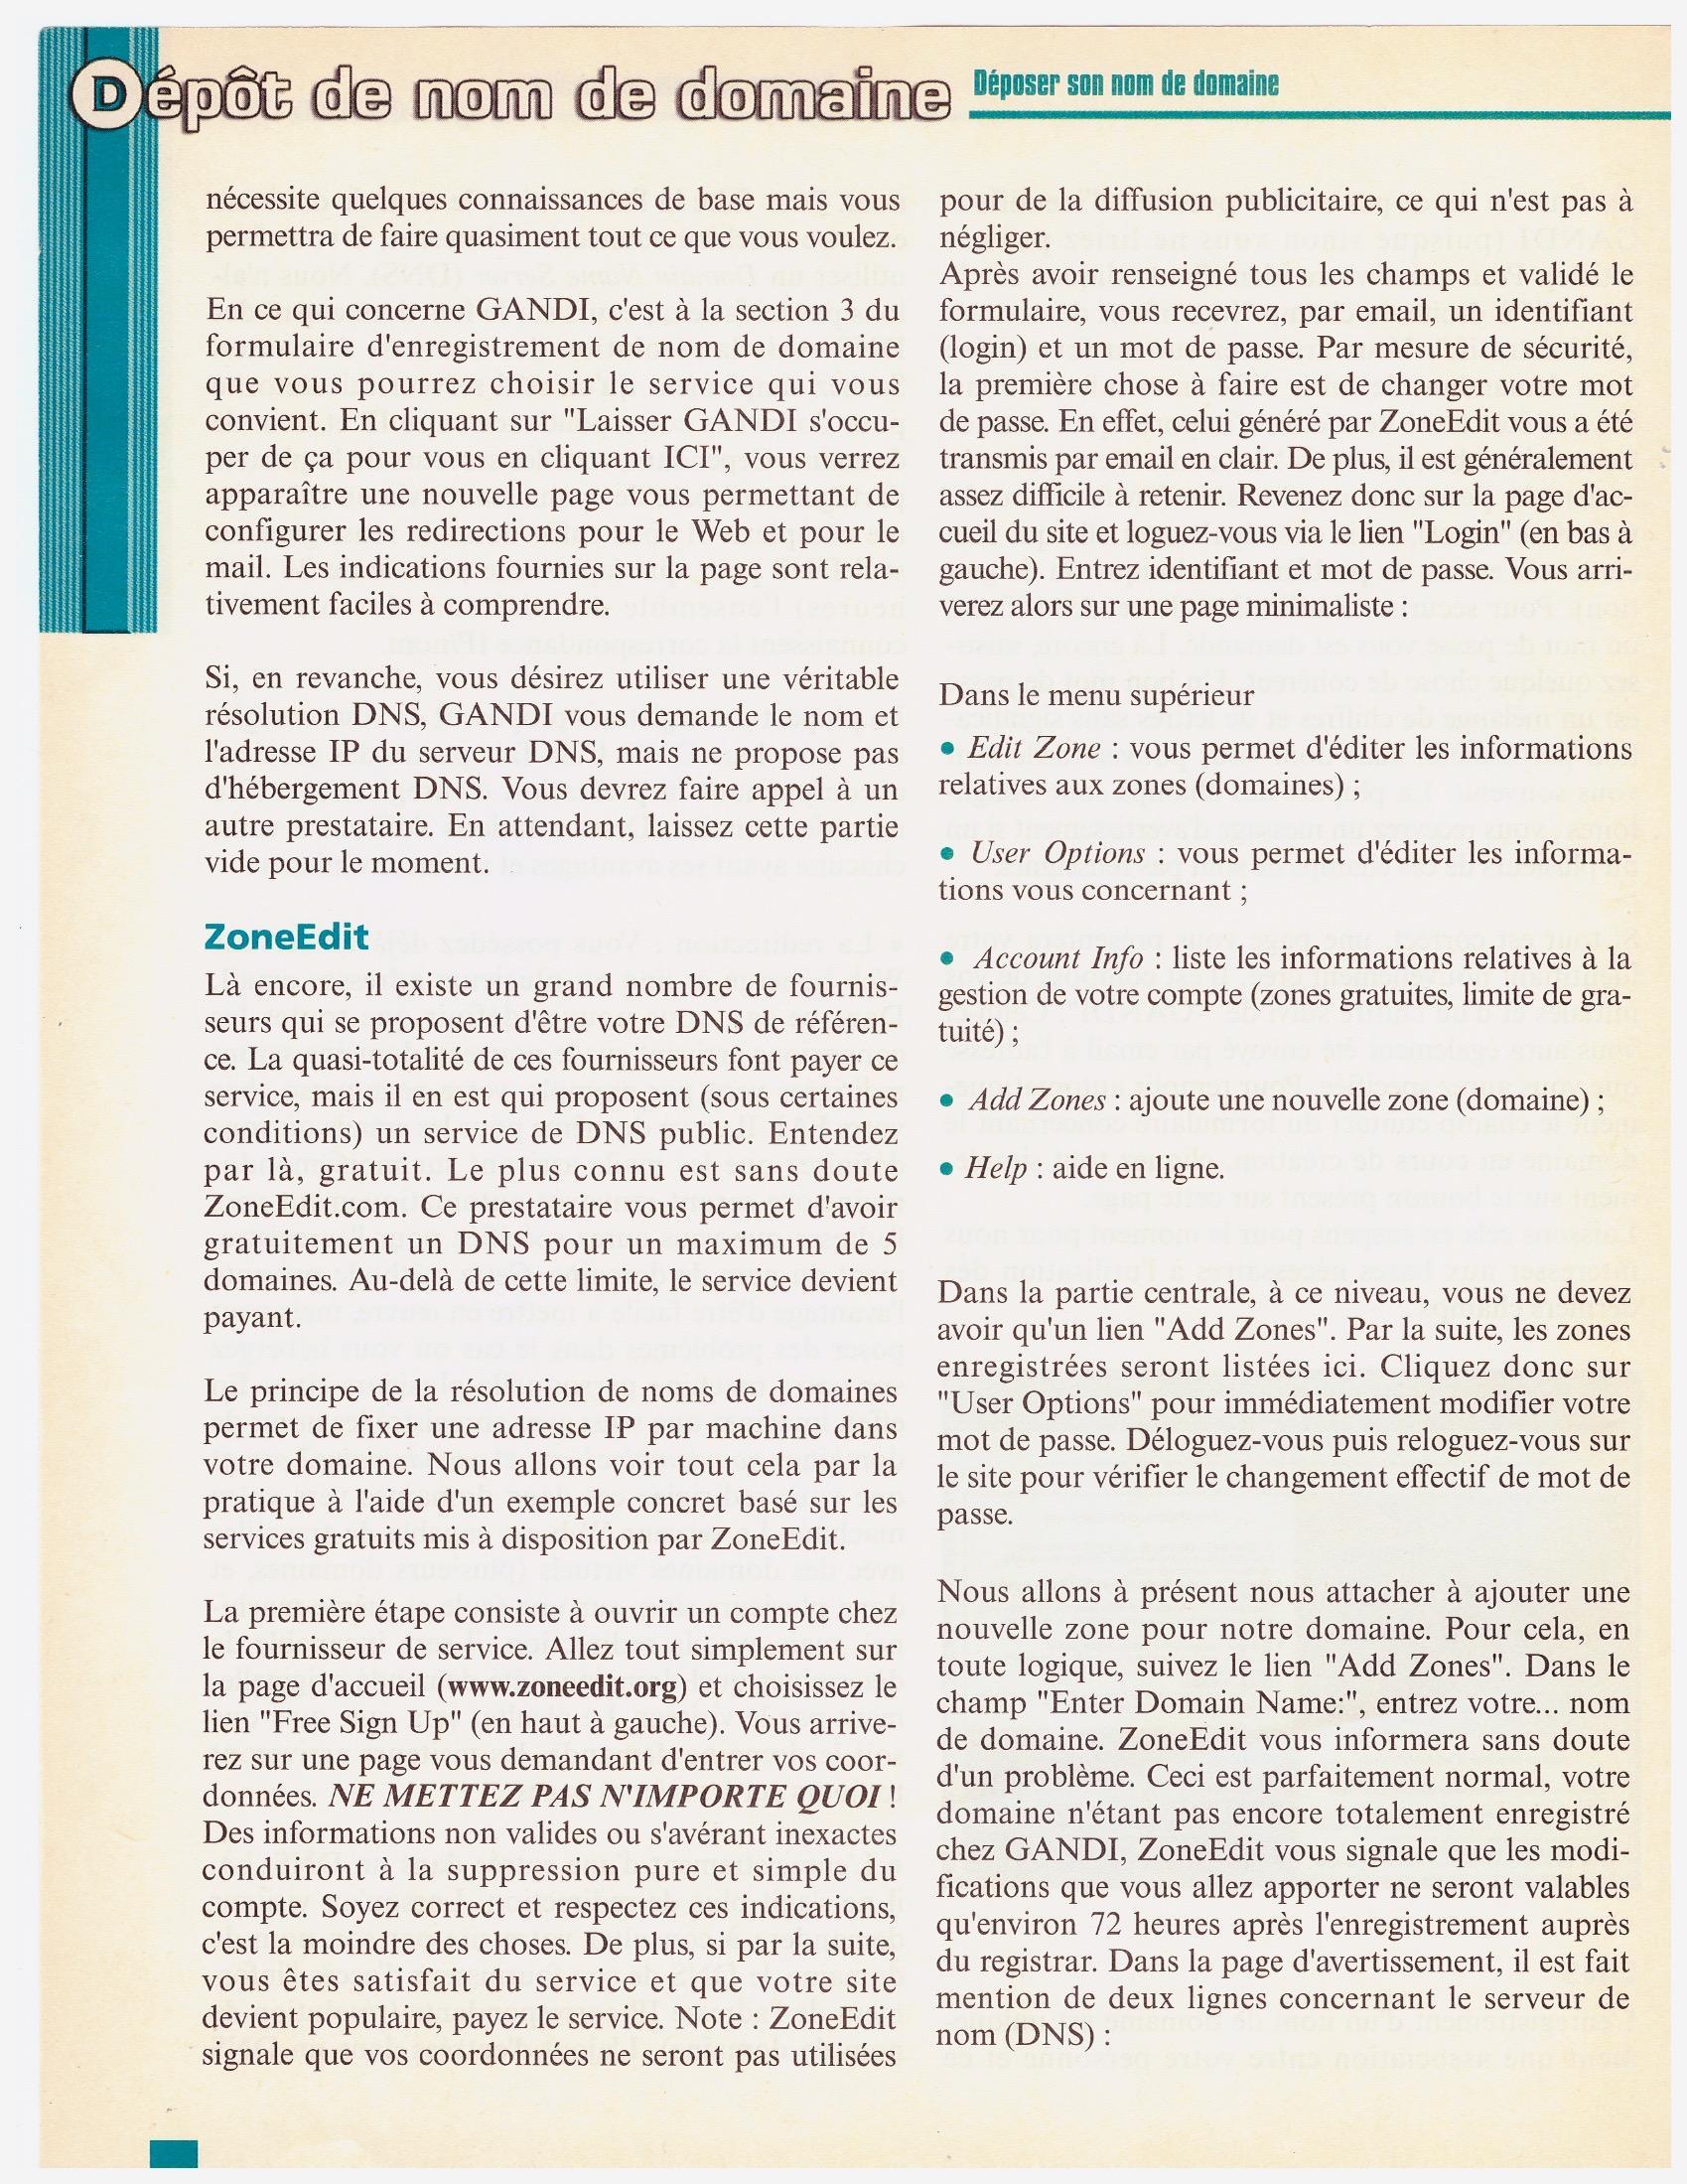 Dépôt de nom de domaine
Déposer son nom de domaine
nécessite quelques connaissances de base mais vous
permettra de faire quasiment tout ce que vous voulez.
En ce qui concerne GANDI, c'est à la section 3 du
formulaire d'enregistrement de nom de domaine
que vous pourrez choisir le service qui vous
convient. En cliquant sur "Laisser GANDI s'occu-
per de ça pour vous en cliquant ICI", vous verrez
apparaître une nouvelle page vous permettant de
configurer les redirections pour le Web et pour le
mail. Les indications fournies sur la page sont rela-
tivement faciles à comprendre.
Si, en revanche, vous désirez utiliser une véritable
résolution DNS, GANDI vous demande le nom et
l'adresse IP du serveur DNS, mais ne propose pas
d'hébergement DNS. Vous devrez faire appel à un
autre prestataire. En attendant, laissez cette partie
vide pour le moment.
ZoneEdit
Là encore, il existe un grand nombre de fournis-
seurs qui se proposent d'être votre DNS de référen-
ce. La quasi-totalité de ces fournisseurs font payer ce
service, mais il en est qui proposent (sous certaines
conditions) un service de DNS public. Entendez
par là, gratuit. Le plus connu est sans doute
ZoneEdit.com. Ce prestataire vous permet d'avoir
gratuitement un DNS pour un maximum de 5
domaines. Au-delà de cette limite, le service devient
payant.
Le principe de la résolution de noms de domaines
permet de fixer une adresse IP par machine dans
votre domaine. Nous allons voir tout cela par la
pratique à l'aide d'un exemple concret basé sur les
services gratuits mis à disposition par ZoneEdit.
La première étape consiste à ouvrir un compte chez
le fournisseur de service. Allez tout simplement sur
la page d'accueil (www.zoneedit.org) et choisissez le
lien "Free Sign Up" (en haut à gauche). Vous arrive-
rez sur une page vous demandant d'entrer vos coor-
données. NE METTEZ PAS N'IMPORTE QUOI !
Des informations non valides ou s'avérant inexactes
conduiront à la suppression pure et simple du
compte. Soyez correct et respectez ces indications,
c'est la moindre des choses. De plus, si par la suite,
vous êtes satisfait du service et que votre site
devient populaire, payez le service. Note : ZoneEdit
signale que vos coordonnées ne seront pas utilisées
pour de la diffusion publicitaire, ce qui n'est pas à
négliger.
Après avoir renseigné tous les champs et validé le
formulaire, vous recevrez, par email, un identifiant
(login) et un mot de passe. Par mesure de sécurité,
la première chose à faire est de changer votre mot
de passe. En effet, celui généré par ZoneEdit vous a été
transmis par email en clair. De plus, il est généralement
assez difficile à retenir. Revenez donc sur la page d'ac-
cueil du site et loguez-vous via le lien "Login" (en bas à
gauche). Entrez identifiant et mot de passe. Vous arri-
verez alors sur une page minimaliste :
Dans le menu supérieur
• Edit Zone : vous permet d'éditer les informations
relatives aux zones (domaines) ;
• User Options : vous permet d'éditer les informa-
tions vous concernant ;
• Account Info : liste les informations relatives à la
gestion de votre compte (zones gratuites, limite de gra-
tuité) ;
• Add Zones : ajoute une nouvelle zone (domaine) ;
• Help : aide en ligne.
Dans la partie centrale, à ce niveau, vous ne devez
avoir qu'un lien "Add Zones". Par la suite, les zones
enregistrées seront listées ici. Cliquez donc sur
"User Options" pour immédiatement modifier votre
mot de passe. Déloguez-vous puis reloguez-vous sur
le site pour vérifier le changement effectif de mot de
passe.
Nous allons à présent nous attacher à ajouter une
nouvelle zone pour notre domaine. Pour cela, en
toute logique, suivez le lien "Add Zones". Dans le
champ "Enter Domain Name:", entrez votre... nom
de domaine. ZoneEdit vous informera sans doute
d'un problème. Ceci est parfaitement normal, votre
domaine n'étant pas encore totalement enregistré
chez GANDI, ZoneEdit vous signale que les modi-
fications que vous allez apporter ne seront valables
qu'environ 72 heures après l'enregistrement auprès
du registrar. Dans la page d'avertissement, il est fait
mention de deux lignes concernant le serveur de
nom (DNS) :